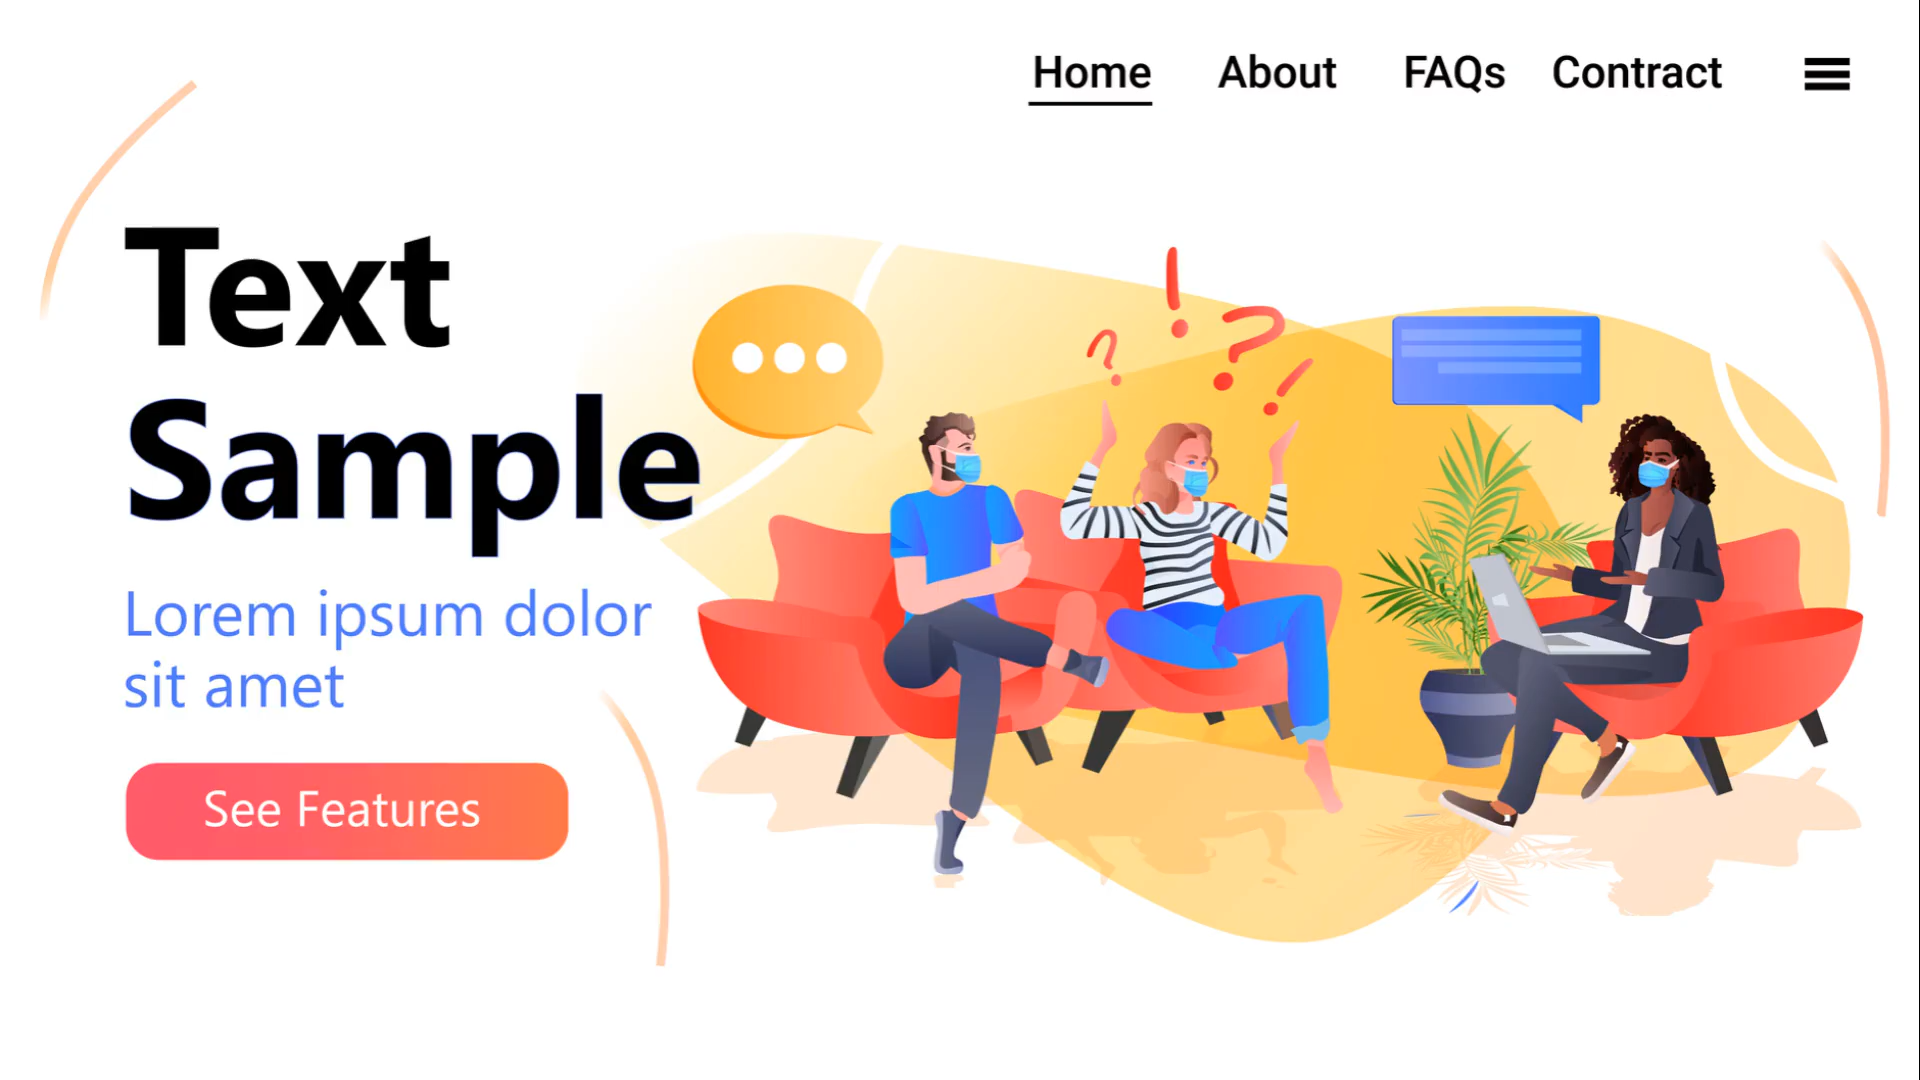 Home About FAQs Contract
Text
Sample
Lorem ipsum dolor
sit amet
See Features